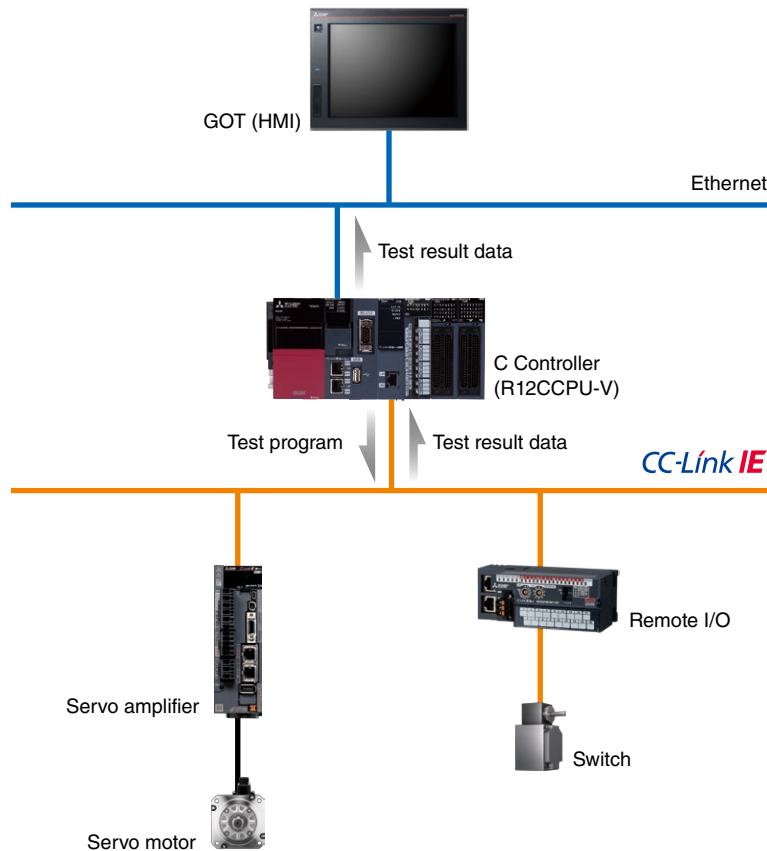 GOT (HMI)
Ethernet
Test result data
C Controller
(R12CCPU-V)
Test program
Test result data
CC-Link IE
Remote I/O
Servo amplifier
Switch
Servo motor